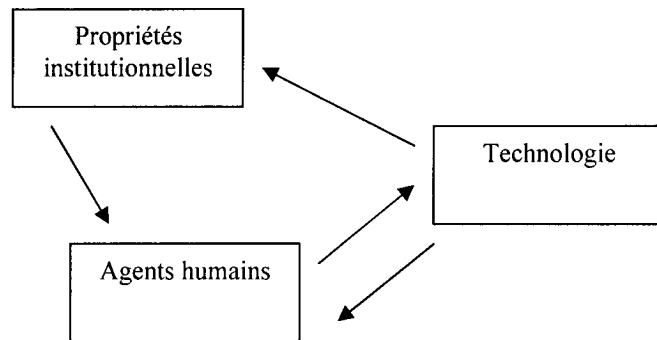 Propriétés
institutionnelles
Technologie
Agents humains